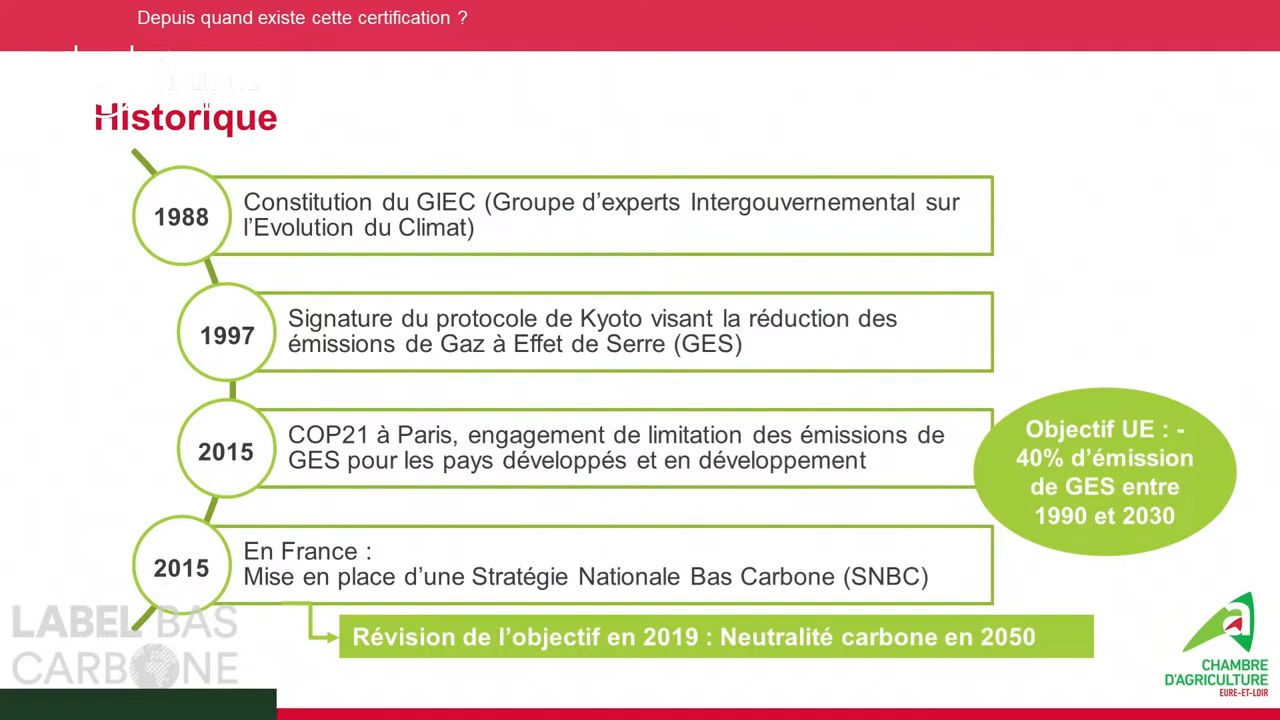 Depuis quand existe cette certification ?
Historique
1988
Constitution du GIEC (Groupe d’experts Intergouvernemental sur
l’Evolution du Climat)
1997
Signature du protocole de Kyoto visant la réduction des
émissions de Gaz à Effet de Serre (GES)
2015
COP21 à Paris, engagement de limitation des émissions de
GES pour les pays développés et en développement
Objectif UE : -
40% d’émission
de GES entre
1990 et 2030
2015
En France :
Mise en place d’une Stratégie Nationale Bas Carbone (SNBC)
Révision de l’objectif en 2019 : Neutralité carbone en 2050
LABEL BAS
CARBONE
CHAMBRE
D'AGRICULTURE
EURE-ET-LOIR